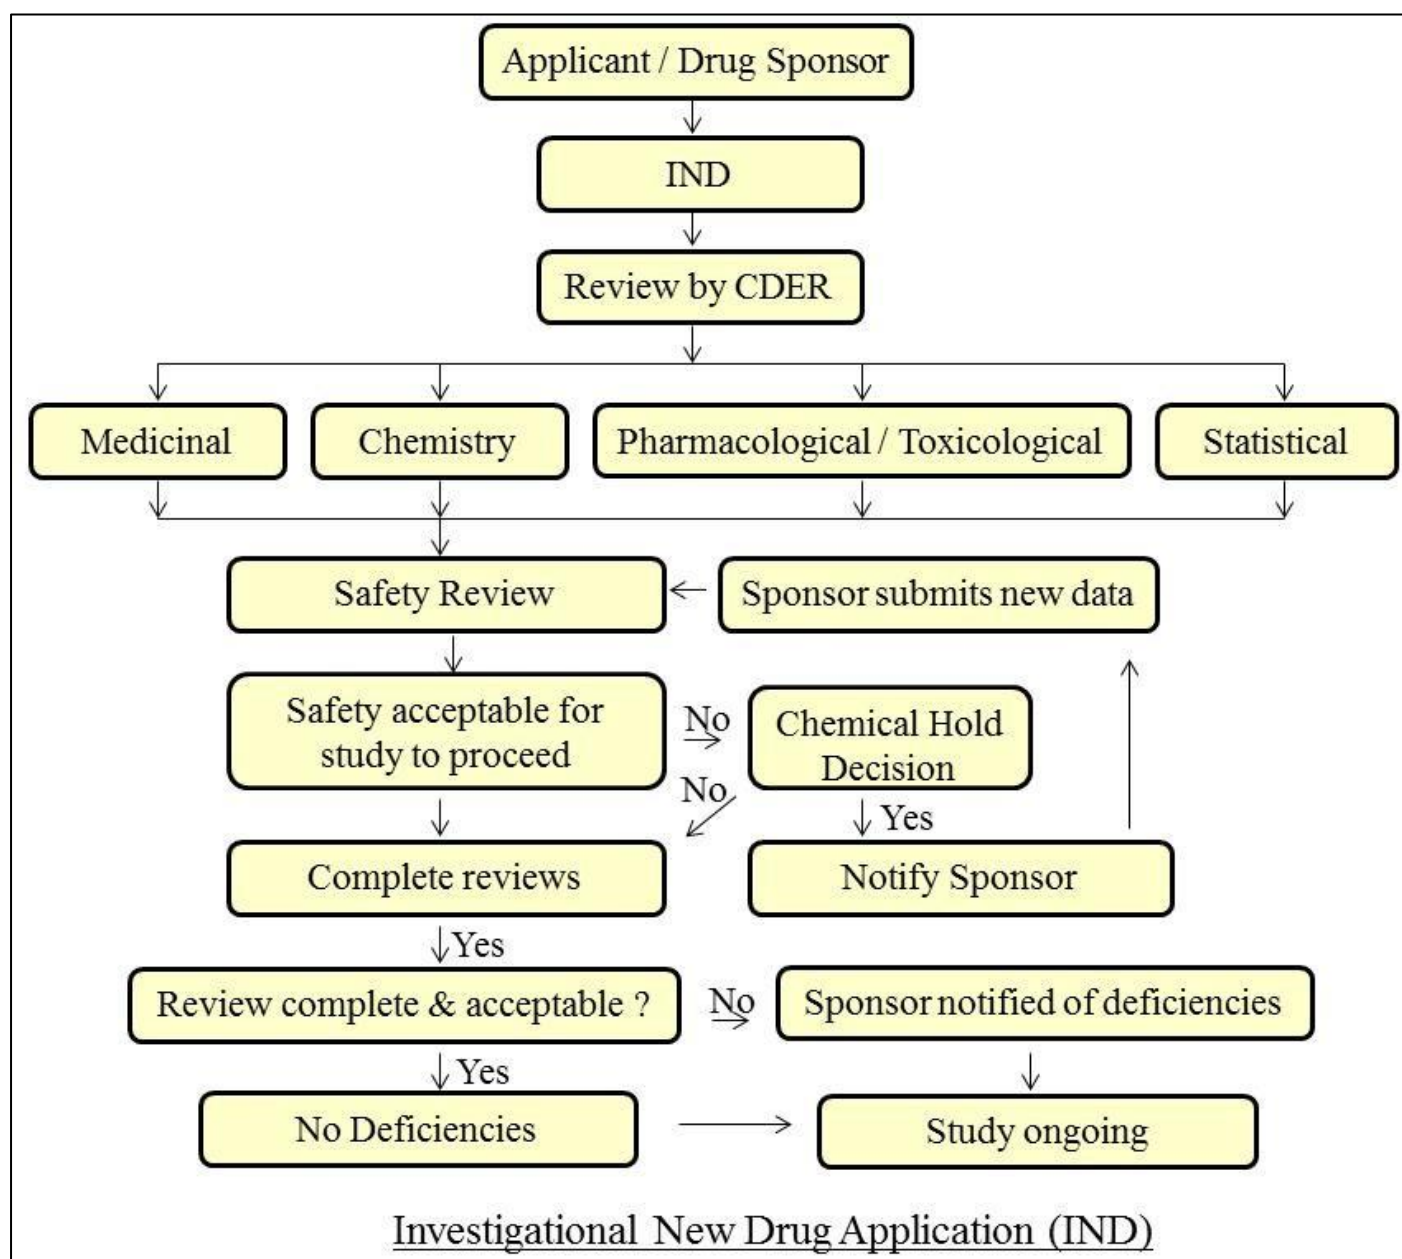 Applicant / Drug Sponsor
IND
Review by CDER
Medicinal
Chemistry
Pharmacological / Toxicological
Statistical
Safety Review
Sponsor submits new data
Safety acceptable for
study to proceed
No
Chemical Hold
Decision
No
Yes
Complete reviews
Notify Sponsor
Yes
Review complete & acceptable ?
No
Sponsor notified of deficiencies
Yes
No Deficiencies
Study ongoing
Investigational New Drug Application (IND)